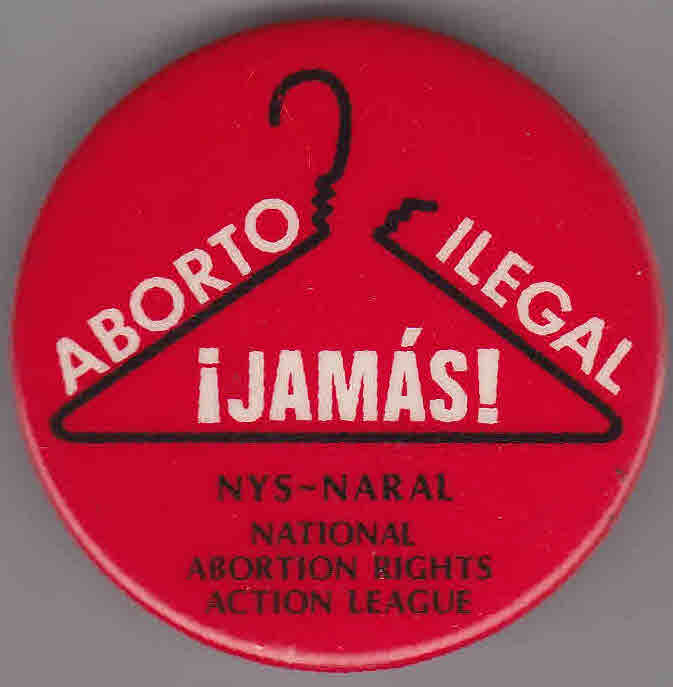 ABORTO ILEGAL
¡JAMÁS!
NYS~NARAL
NATIONAL
ABORTION RIGHTS
ACTION LEAGUE